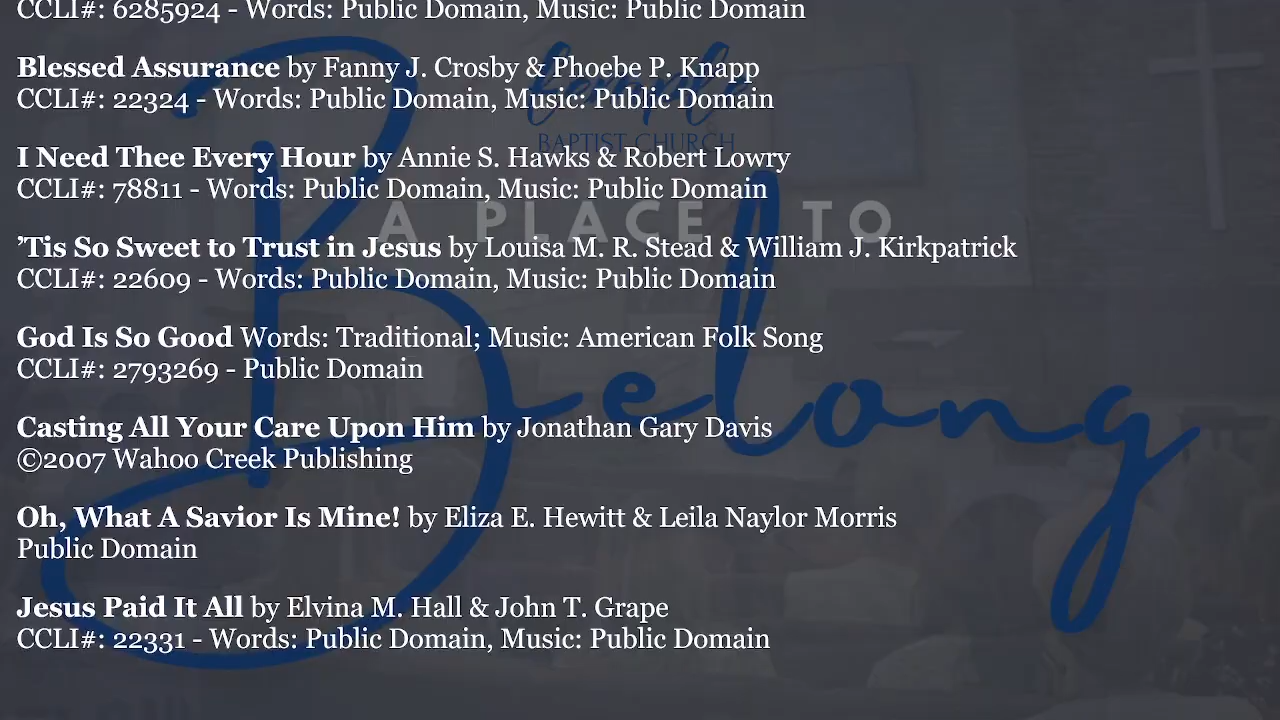 CCLI#: 6285924 - Words: Public Domain, Music: Public Domain
Blessed Assurance by Fanny J. Crosby & Phoebe P. Knapp
CCLI#: 22324 - Words: Public Domain, Music: Public Domain
temple
BAPTIST CHURCH
I Need Thee Every Hour by Annie S. Hawks & Robert Lowry
CCLI#: 78811 - Words: Public Domain, Music: Public Domain
A PLACE TO
’Tis So Sweet to Trust in Jesus by Louisa M. R. Stead & William J. Kirkpatrick
CCLI#: 22609 - Words: Public Domain, Music: Public Domain
God Is So Good Words: Traditional; Music: American Folk Song
CCLI#: 2793269 - Public Domain
Belong
Casting All Your Care Upon Him by Jonathan Gary Davis
©2007 Wahoo Creek Publishing
Oh, What A Savior Is Mine! by Eliza E. Hewitt & Leila Naylor Morris
Public Domain
Jesus Paid It All by Elvina M. Hall & John T. Grape
CCLI#: 22331 - Words: Public Domain, Music: Public Domain